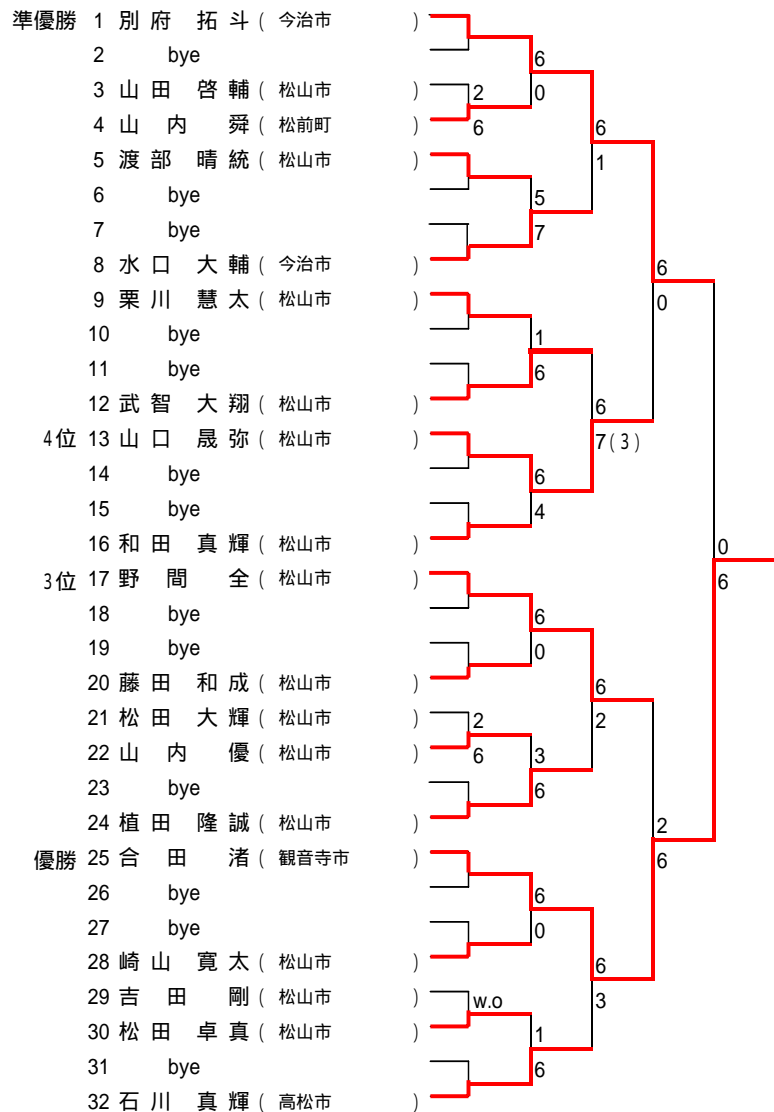 準優勝 1 別府 拓斗 ( 今治市 ) 
2 bye
6
3 山田 啓輔 ( 松山市 ) 2 0
4 山内 舜 ( 松前町 ) 6 6
5 渡部 晴統 ( 松山市 ) 1
6 bye 5
7 bye 7
8 水口 大輔 ( 今治市 ) 6
9 栗川 慧太 ( 松山市 ) 0
10 bye 1
11 bye 6
12 武智 大翔 ( 松山市 ) 6
4位 13 山口 晟弥 ( 松山市 ) 7(3)
14 bye 6
15 bye 4
16 和田 真輝 ( 松山市 ) 0
3位 17 野間 全 ( 松山市 ) 6
18 bye 6
19 bye 0
20 藤田 和成 ( 松山市 ) 6
21 松田 大輝 ( 松山市 ) 2 2
22 山内 優 ( 松山市 ) 6 3
23 bye 6
24 植田 隆誠 ( 松山市 ) 2
優勝 25 合田 渚 ( 観音寺市 ) 6
26 bye 6
27 bye 0
28 崎山 寛太 ( 松山市 ) 6
29 吉田 剛 ( 松山市 ) w.o 3
30 松田 卓真 ( 松山市 ) 1
31 bye 6
32 石川 真輝 ( 高松市 )